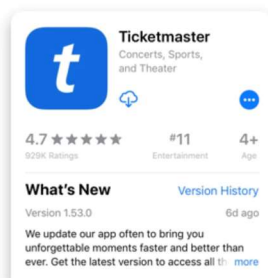 Ticketmaster
Concerts, Sports,
and Theater
t
4.7 ★★★★★
#11
4+
929K Ratings
Entertainment
Age
What's New
Version History
Version 1.53.0
6d ago
We update our app often to bring you
unforgettable moments faster and better than
ever. Get the latest version to access all th more